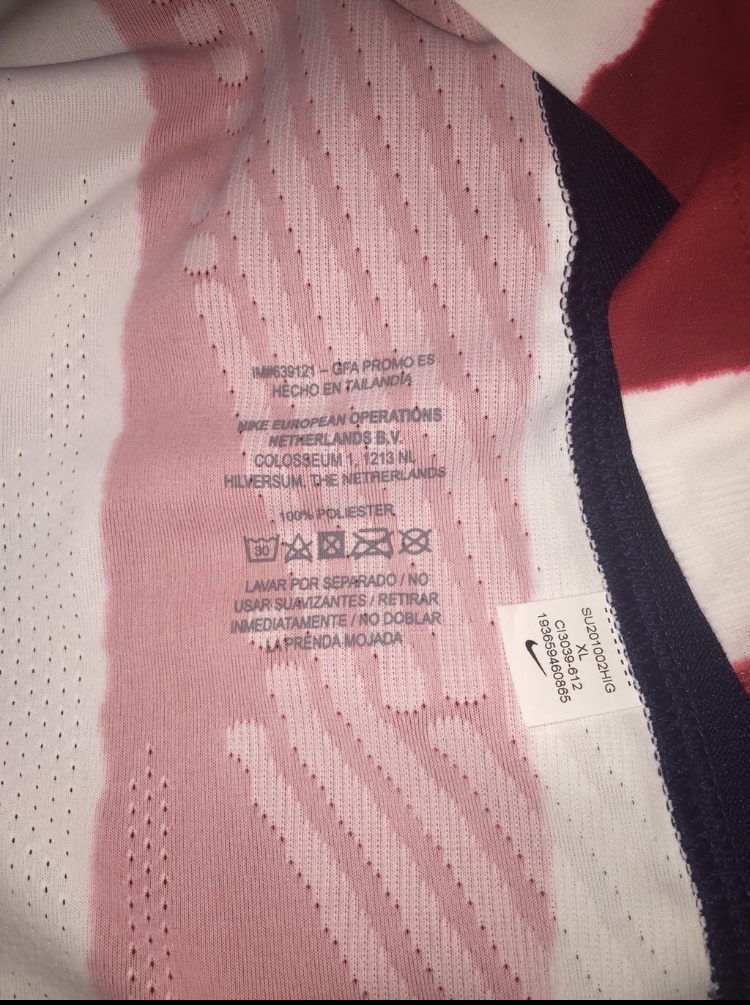 IM#639121 – GFA PROMO ES
HECHO EN TAILANDIA
NIKE EUROPEAN OPERATIONS
NETHERLANDS B.V.
COLOSSEUM 1, 1213 NL
HILVERSUM, THE NETHERLANDS
100% POLIESTER
30
LAVAR POR SEPARADO / NO
USAR SUAVIZANTES / RETIRAR
INMEDIATAMENTE / NO DOBLAR
LA PRENDA MOJADA
SU201002HIG
XL
CI3039-612
193659460865